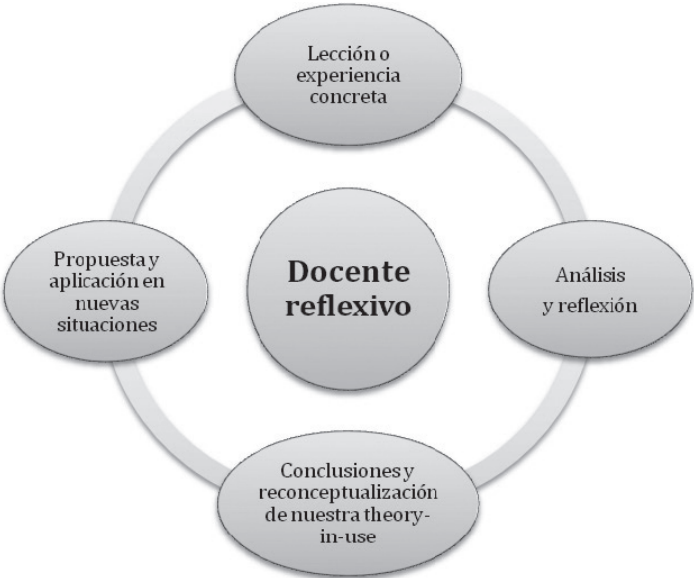 Lección o
experiencia
concreta
Propuesta y
aplicación en
nuevas
situaciones
Docente
reflexivo
Análisis
y reflexión
Conclusiones y
reconceptualización
de nuestra theory-
in-use